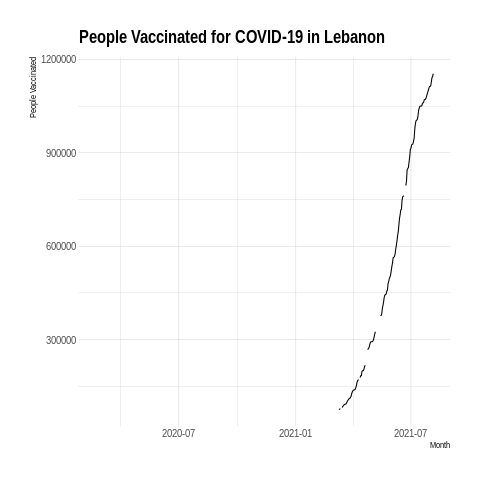 People Vaccinated for COVID-19 in Lebanon
People Vaccinated
1200000
900000
600000
300000
2020-07
2021-01
2021-07
Month